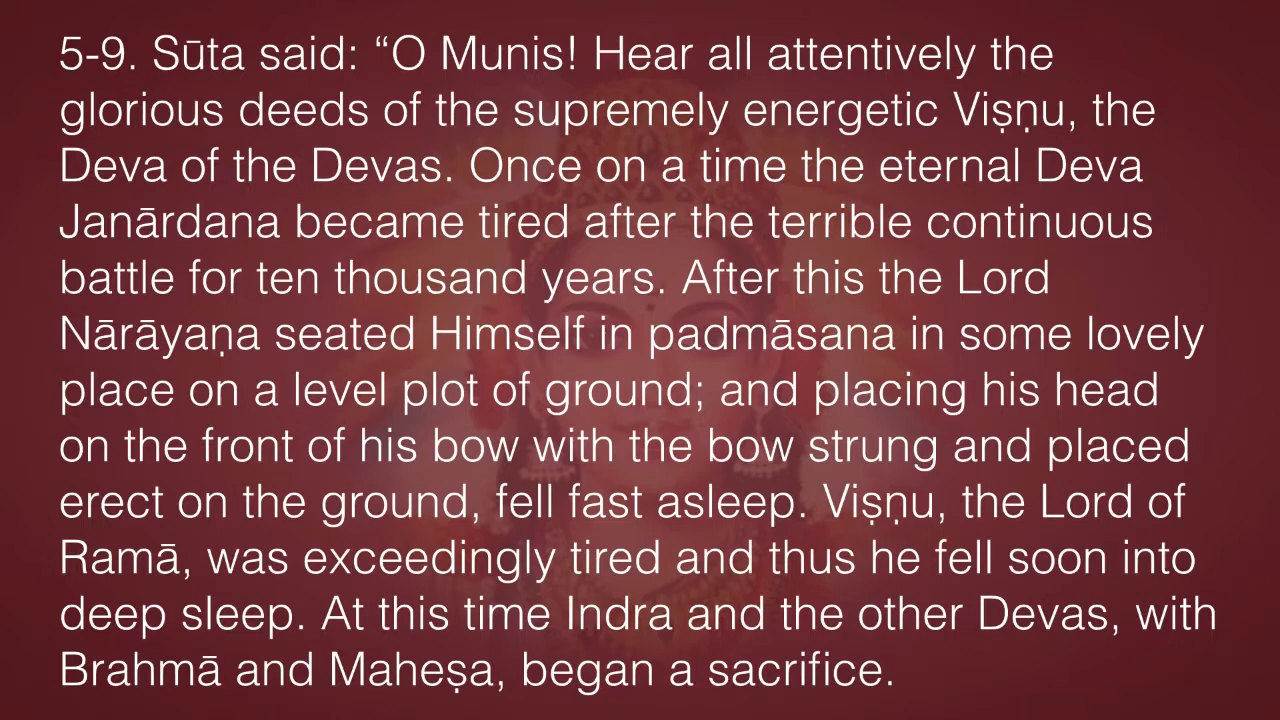 5-9. Sūta said: “O Munis! Hear all attentively the
glorious deeds of the supremely energetic Viṣṇu, the
Deva of the Devas. Once on a time the eternal Deva
Janārdana became tired after the terrible continuous
battle for ten thousand years. After this the Lord
Nārāyaṇa seated Himself in padmāsana in some lovely
place on a level plot of ground; and placing his head
on the front of his bow with the bow strung and placed
erect on the ground, fell fast asleep. Viṣṇu, the Lord of
Ramā, was exceedingly tired and thus he fell soon into
deep sleep. At this time Indra and the other Devas, with
Brahmā and Maheṣa, began a sacrifice.